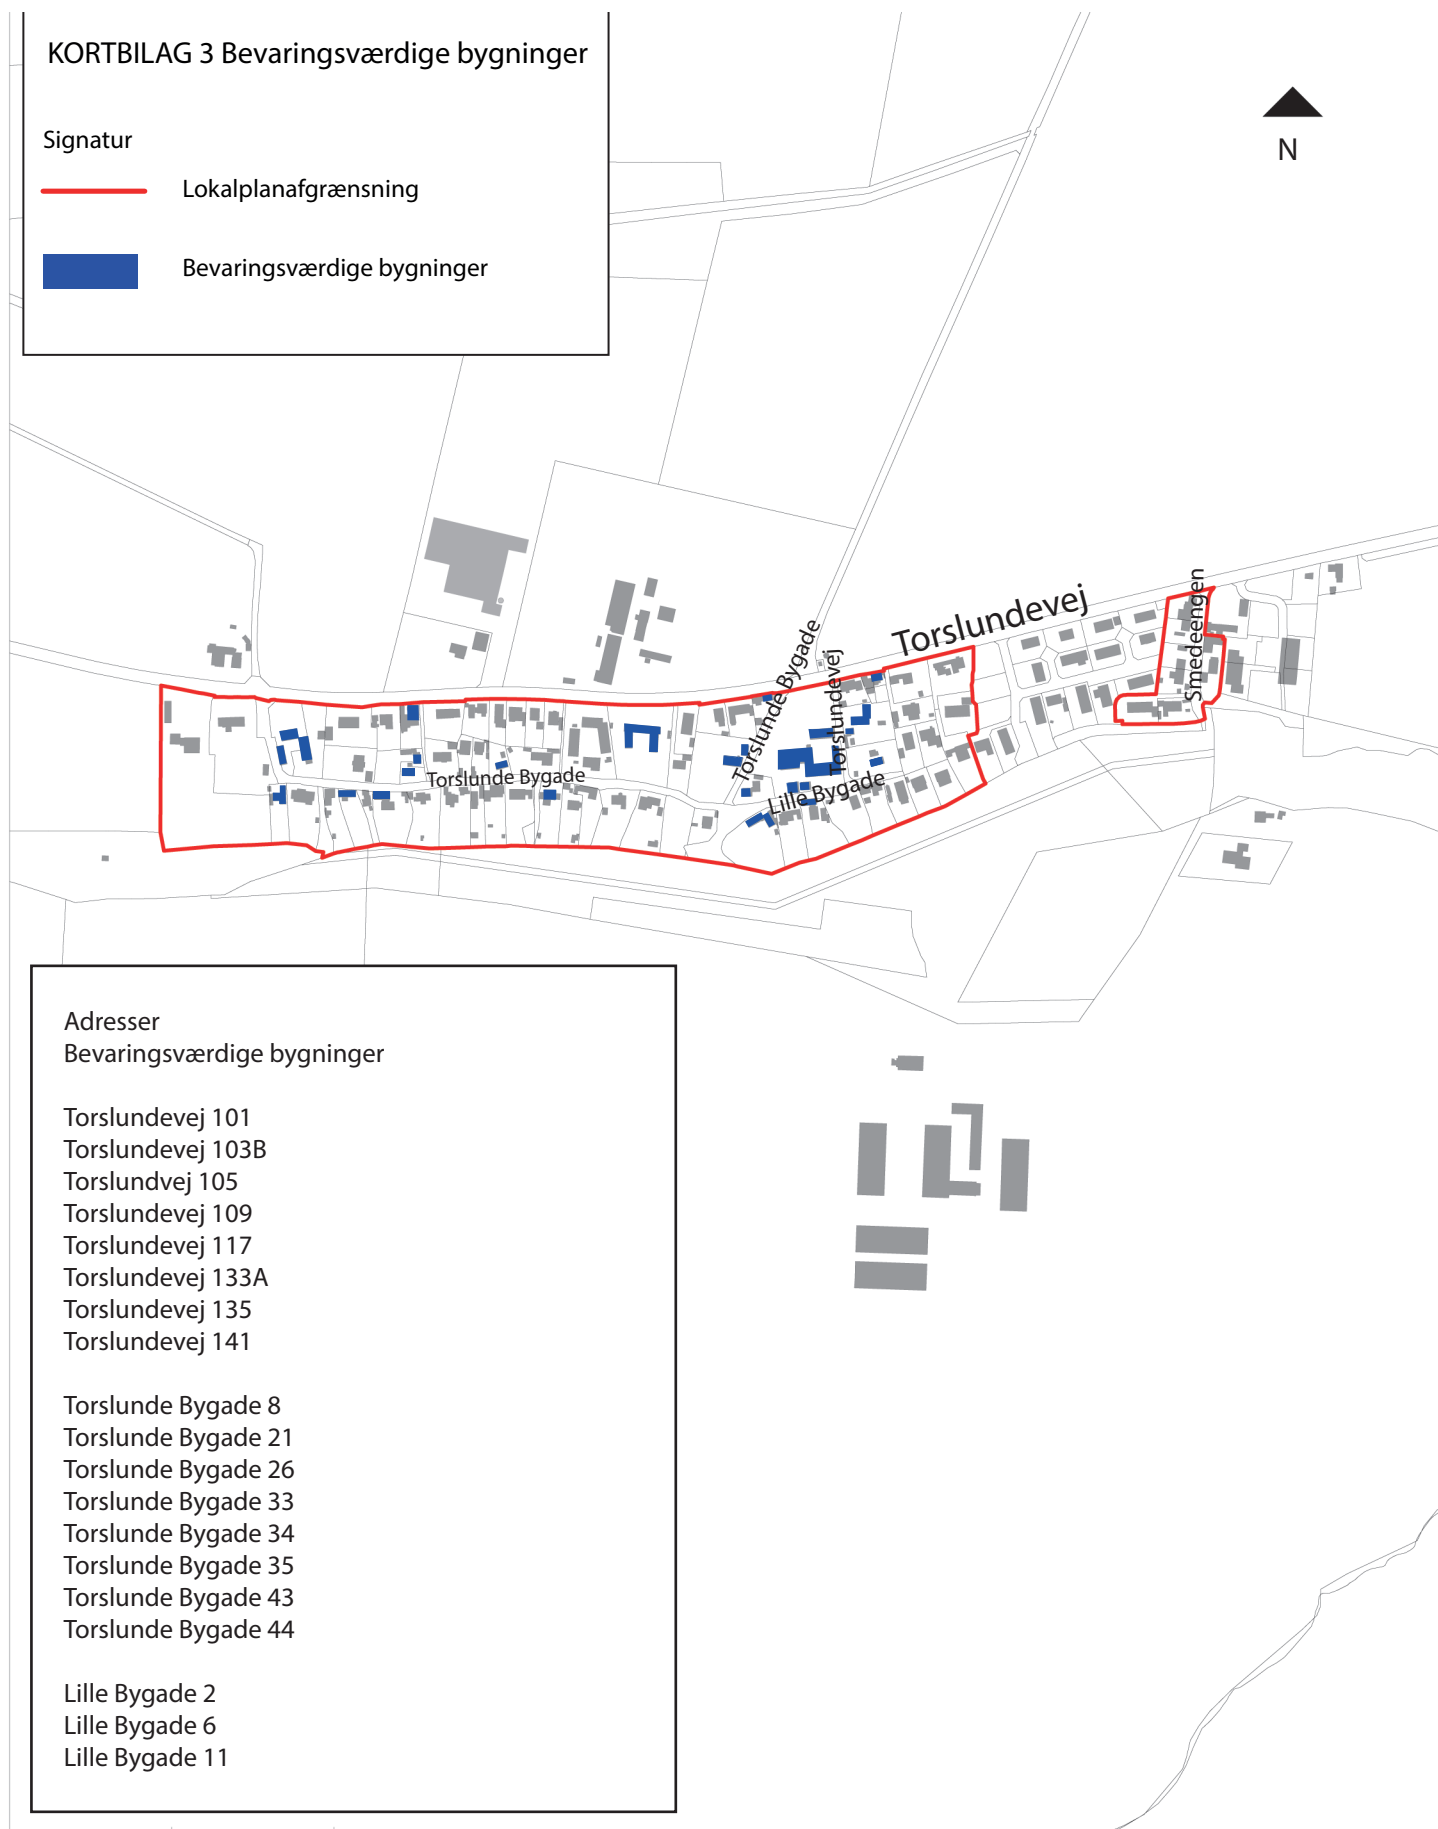 KORTBILAG 3 Bevaringsværdige bygninger
Signatur
Lokalplanafgrænsning
Bevaringsværdige bygninger
N
Torslundevej
Smedeengen
Torslunde Bygade
Torslundevej
Torslunde Bygade
Lille Bygade
Adresser
Bevaringsværdige bygninger
Torslundevej 101
Torslundevej 103B
Torslundvej 105
Torslundevej 109
Torslundevej 117
Torslundevej 133A
Torslundevej 135
Torslundevej 141
Torslunde Bygade 8
Torslunde Bygade 21
Torslunde Bygade 26
Torslunde Bygade 33
Torslunde Bygade 34
Torslunde Bygade 35
Torslunde Bygade 43
Torslunde Bygade 44
Lille Bygade 2
Lille Bygade 6
Lille Bygade 11